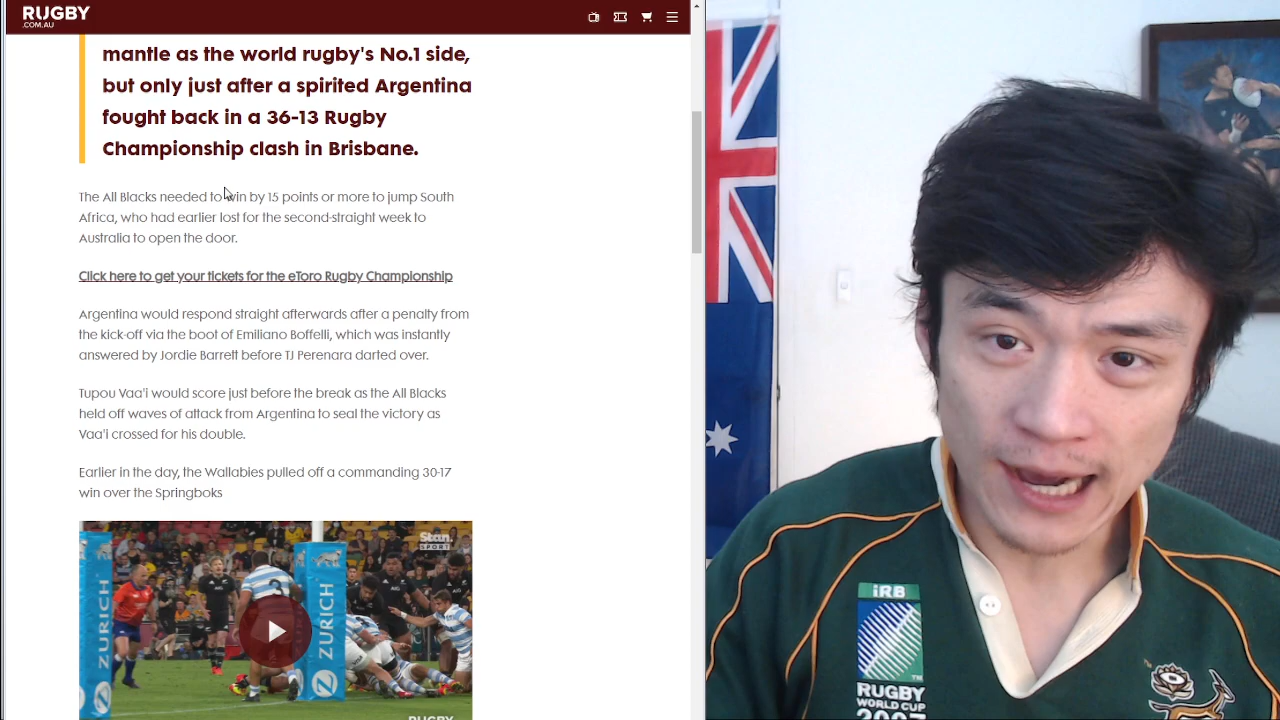 RUGBY
.COM.AU
mantle as the world rugby's No.1 side,
but only just after a spirited Argentina
fought back in a 36-13 Rugby
Championship clash in Brisbane.
The All Blacks needed to win by 15 points or more to jump South
Africa, who had earlier lost for the second-straight week to
Australia to open the door.
Click here to get your tickets for the eToro Rugby Championship
Argentina would respond straight afterwards after a penalty from
the kick-off via the boot of Emiliano Boffelli, which was instantly
answered by Jordie Barrett before TJ Perenara darted over.
Tupou Vaa'i would score just before the break as the All Blacks
held off waves of attack from Argentina to seal the victory as
Vaa'i crossed for his double.
Earlier in the day, the Wallabies pulled off a commanding 30-17
win over the Springboks
Stan.
SPORT
ZURICH
ZURICH
2
RUGBY
iRB
TM
RUGBY
WORLD CUP
2007